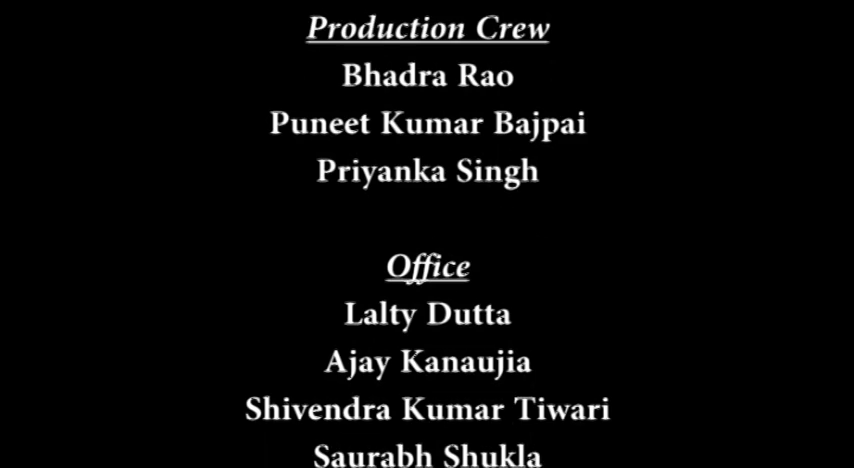 Production Crew
Bhadra Rao
Puneet Kumar Bajpai
Priyanka Singh
Office
Lalty Dutta
Ajay Kanaujia
Shivendra Kumar Tiwari
Saurabh Shukla